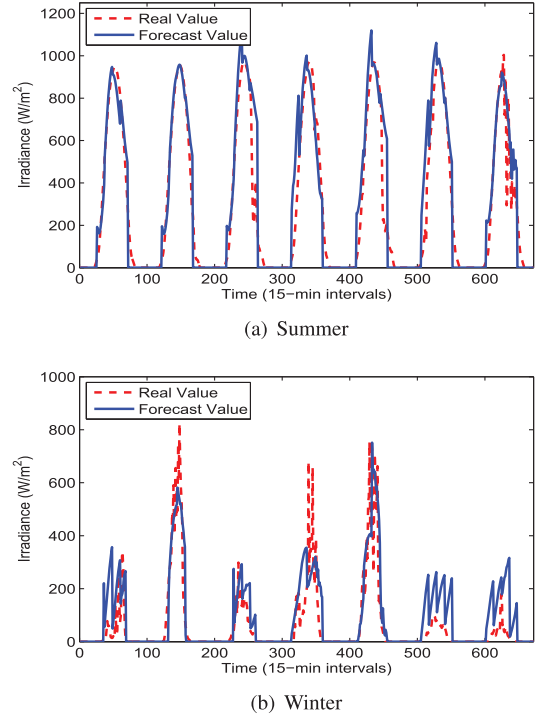 1200
1000
800
600
400
200
0
Irradiance (W/m²)
Real Value
Forecast Value
0 100 200 300 400 500 600
Time (15−min intervals)
(a) Summer
1000
800
600
400
200
0
Irradiance (W/m²)
Real Value
Forecast Value
0 100 200 300 400 500 600
Time (15−min intervals)
(b) Winter